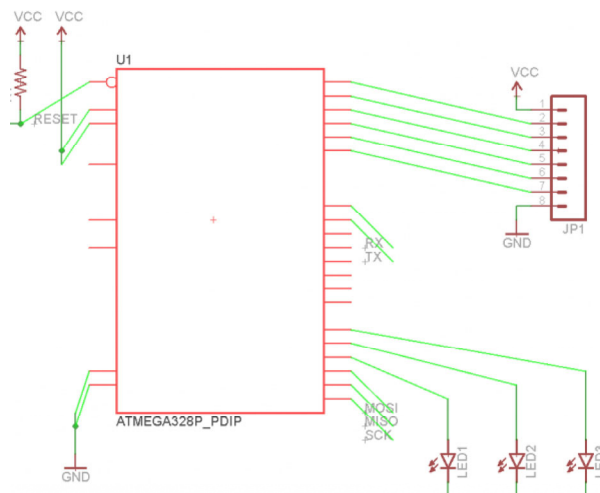 VCC VCC
U1
VCC
RESET
1
2
3
4
5
6
7
8
JP1
GND
RX
TX
MOSI
MISO
SCK
ATMEGA328P_PDIP
GND
LED1 LED2 LED3